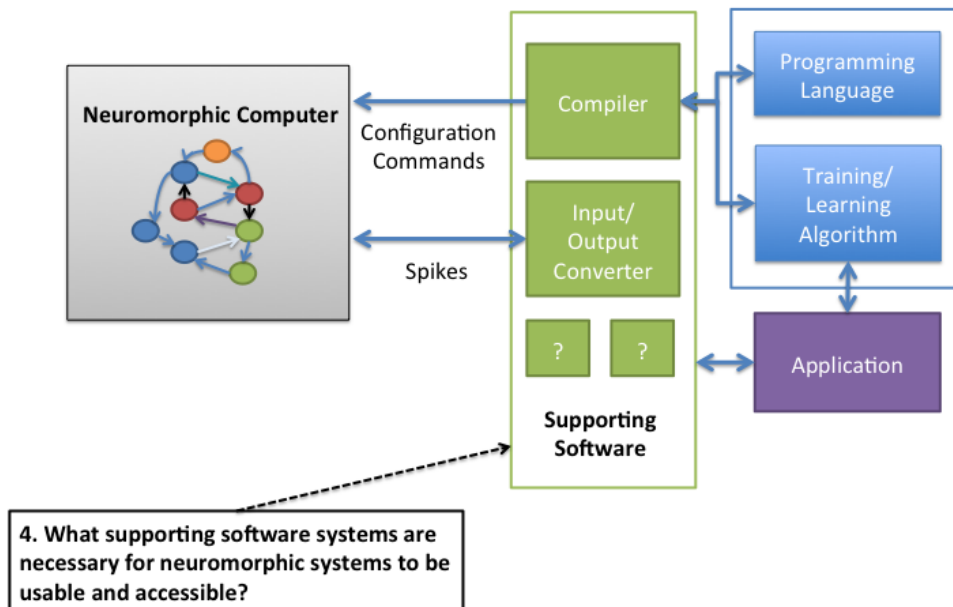 Neuromorphic Computer
Configuration
Commands
Spikes
Compiler
Input/
Output
Converter
?
?
Supporting
Software
Programming
Language
Training/
Learning
Algorithm
Application
4. What supporting software systems are
necessary for neuromorphic systems to be
usable and accessible?